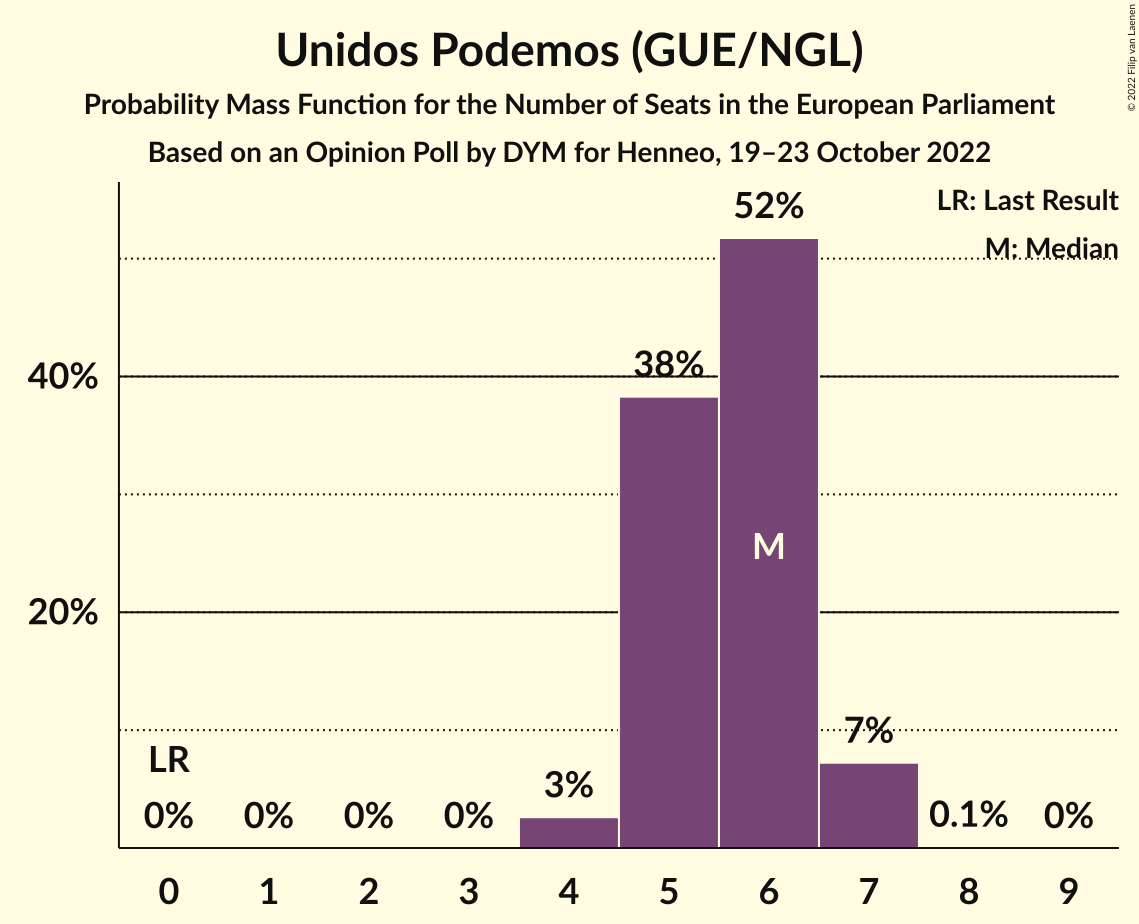 Unidos Podemos (GUE/NGL)
Probability Mass Function for the Number of Seats in the European Parliament
Based on an Opinion Poll by DYM for Henneo, 19–23 October 2022
© 2022 Filip van Laenen
LR: Last Result
M: Median
52%
38%
40%
M
20%
7%
LR
3%
0% 0% 0% 0% 0.1% 0%
0 1 2 3 4 5 6 7 8 9